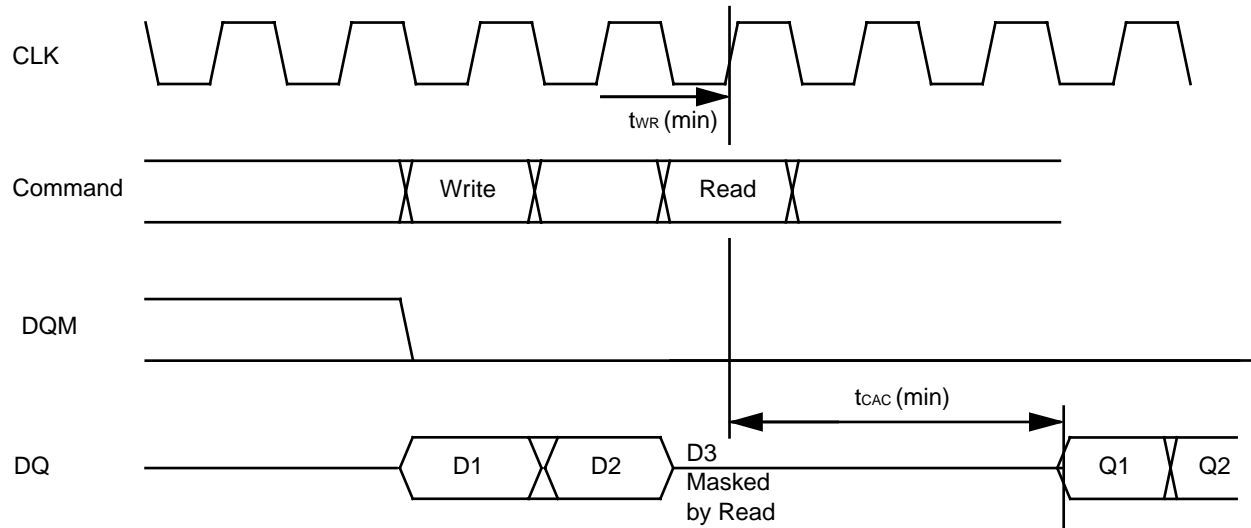 CLK
tWR (min)
Command
Write
Read
DQM
tCAC (min)
DQ
D1
D2
D3
Masked
by Read
Q1
Q2